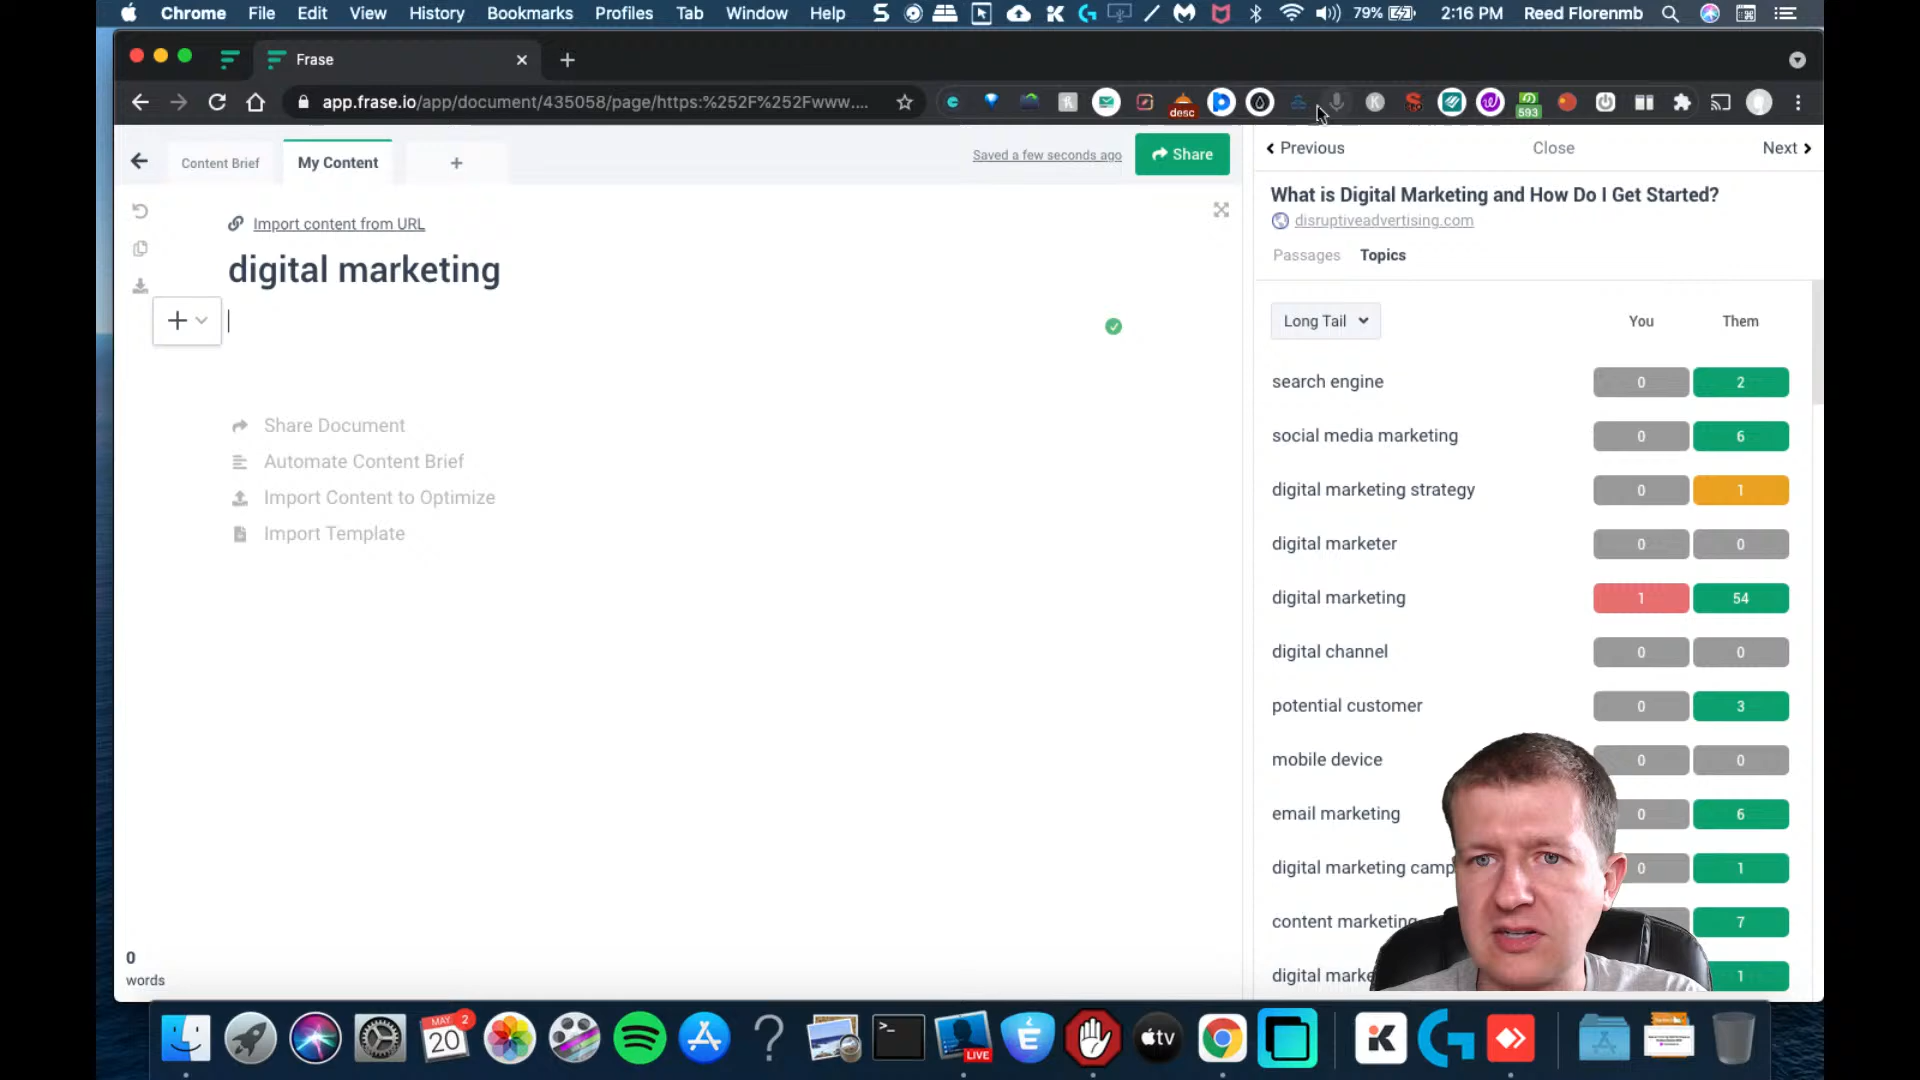 Chrome File Edit View History Bookmarks Profiles Tab Window Help 79% 2:16 PM Reed Florenmb
Frase
app.frase.io/app/document/435058/page/https:%252F%252Fwww....
desc
593
Content Brief
My Content
Saved a few seconds ago
Share
Import content from URL
digital marketing
Share Document
Automate Content Brief
Import Content to Optimize
Import Template
0
words
Previous Close Next
What is Digital Marketing and How Do I Get Started?
disruptiveadvertising.com
Passages Topics
Long Tail You Them
search engine 0 2
social media marketing 0 6
digital marketing strategy 0 1
digital marketer 0 0
digital marketing 1 54
digital channel 0 0
potential customer 0 3
mobile device 0 0
email marketing 0 6
digital marketing camp 0 1
content marketing 7
digital marke 1
MAY 2
20
LIVE
tv